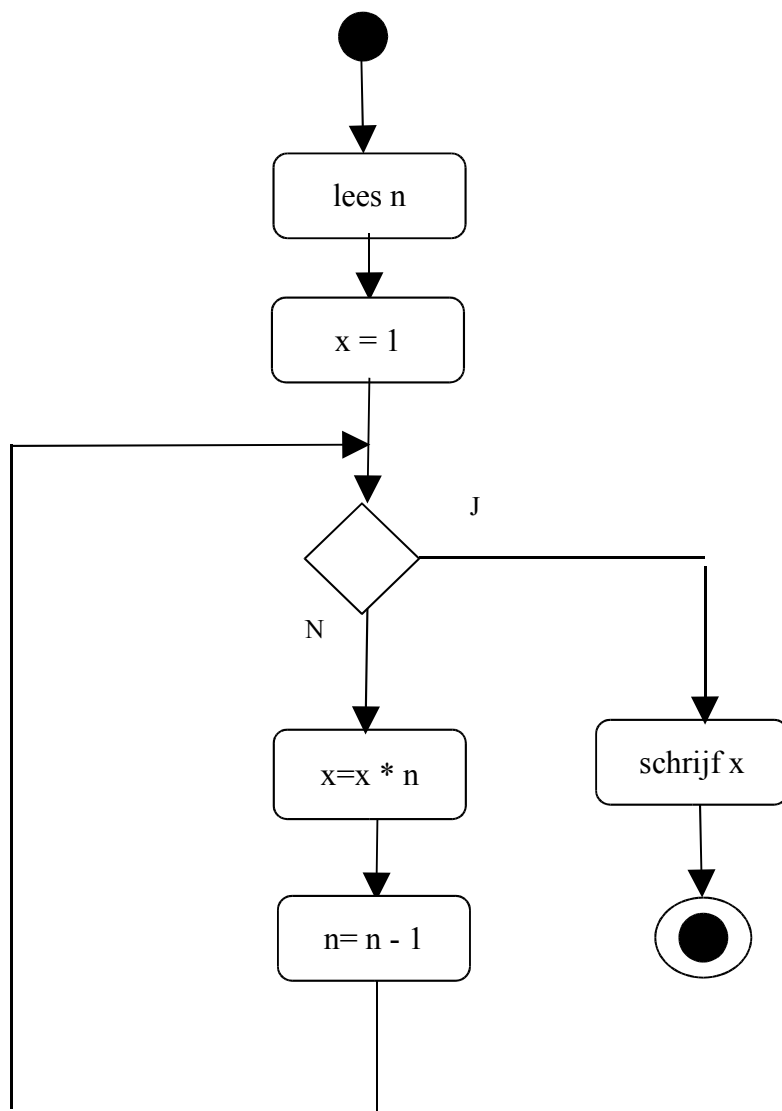 lees n
x = 1
J
N
x=x * n
schrijf x
n= n - 1